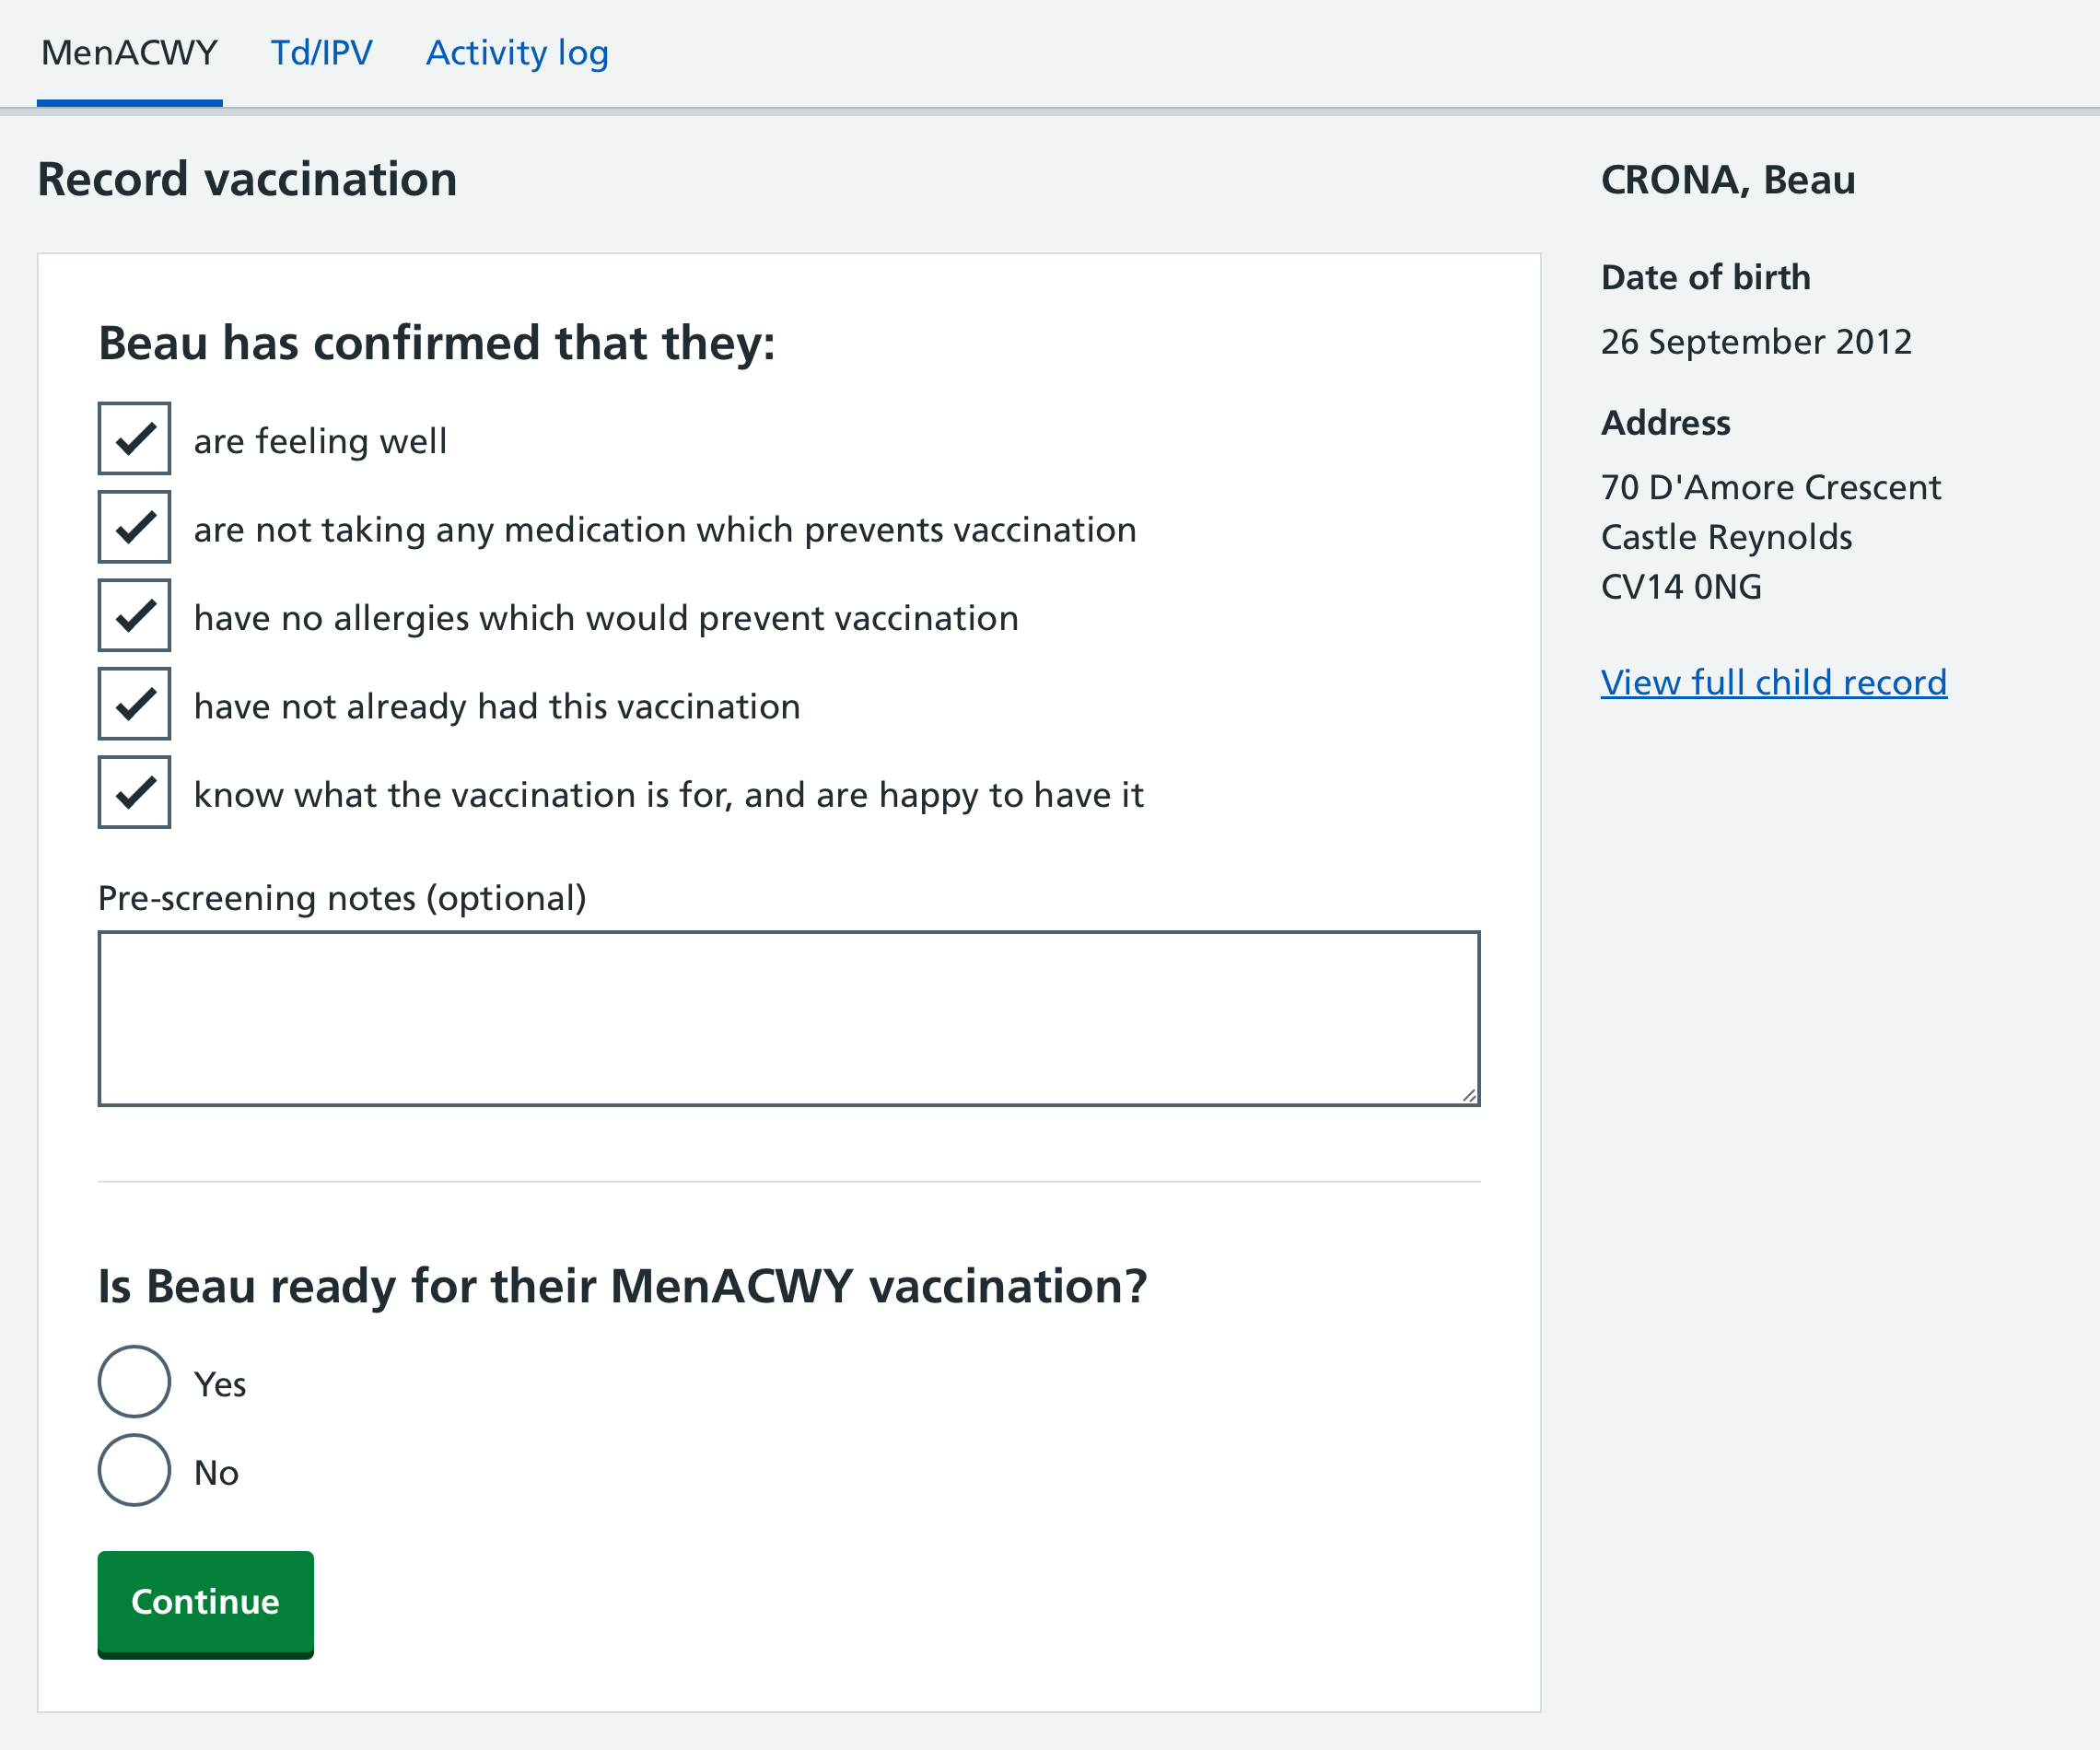 MenACWY Td/IPV Activity log
Record vaccination
Beau has confirmed that they:
are feeling well
are not taking any medication which prevents vaccination
have no allergies which would prevent vaccination
have not already had this vaccination
know what the vaccination is for, and are happy to have it
Pre-screening notes (optional)
Is Beau ready for their MenACWY vaccination?
Yes
No
Continue
CRONA, Beau
Date of birth
26 September 2012
Address
70 D'Amore Crescent
Castle Reynolds
CV14 0NG
View full child record